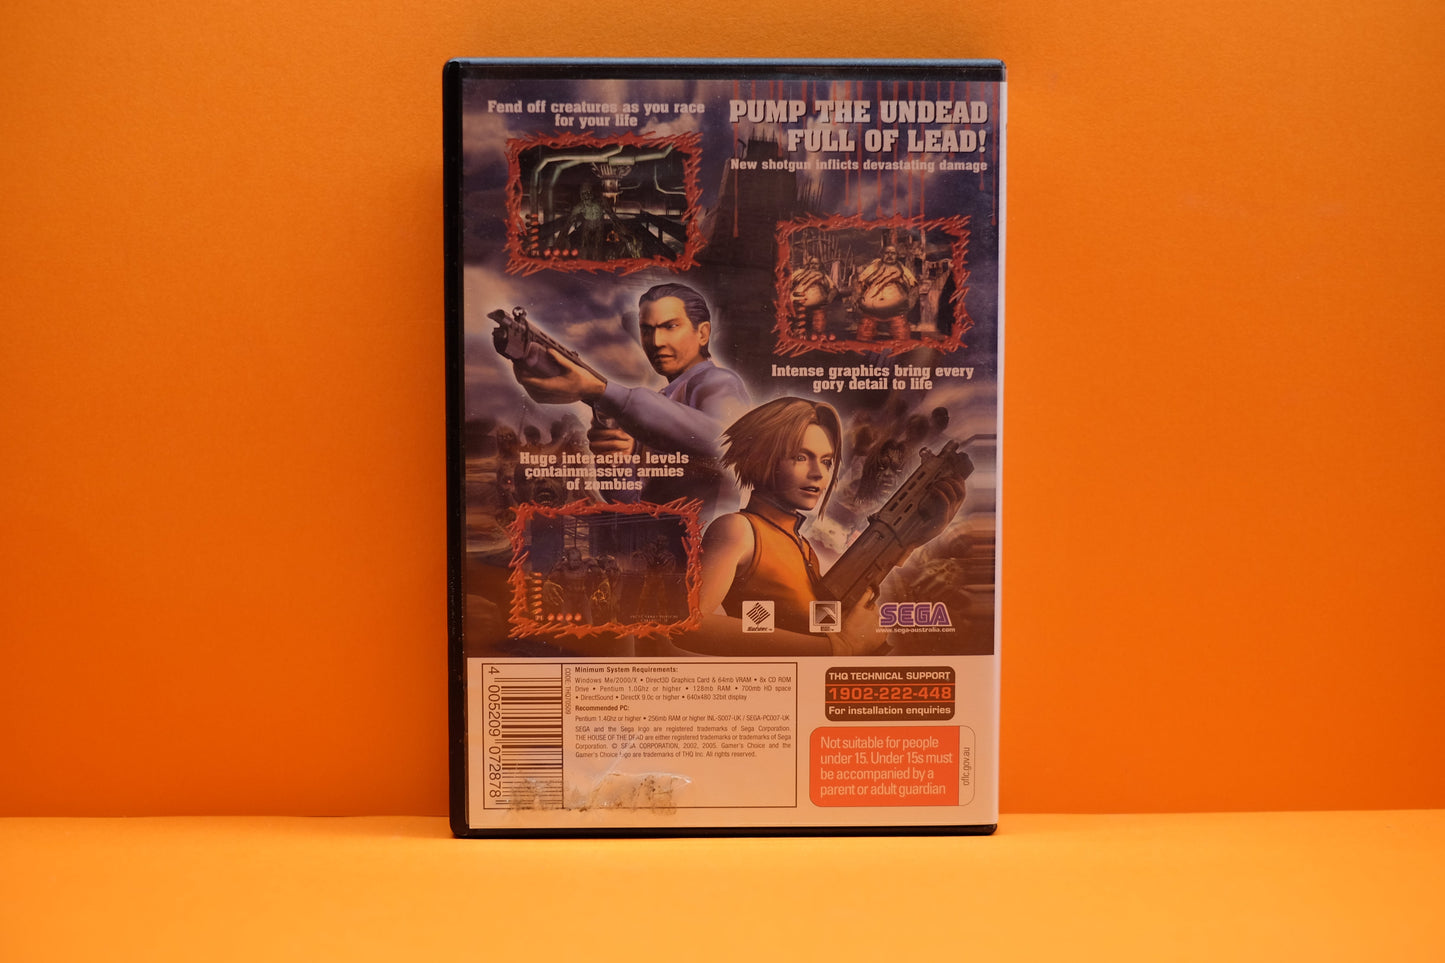 Fend off creatures as you race
for your life
PUMP THE UNDEAD
FULL OF LEAD!
New shotgun inflicts devastating damage
Intense graphics bring every
gory detail to life
Huge interactive levels
containmassive armies
of zombies
SEGA
www.sega-australia.com
4 005209 072878
CODE: THQ70509
Minimum System Requirements:
Windows Me/2000/X • Direct3D Graphics Card & 64mb VRAM • 8x CD ROM
Drive • Pentium 1.0Ghz or higher • 128mb RAM • 700mb HD space
• DirectSound • DirectX 9.0c or higher • 640x480 32bit display
Recommended PC:
Pentium 1.4Ghz or higher • 256mb RAM or higher INL-S007-UK / SEGA-PC007-UK
SEGA and the Sega logo are registered trademarks of Sega Corporation.
THE HOUSE OF THE DEAD are either registered trademarks or trademarks of Sega
Corporation. © SEGA CORPORATION, 2002, 2005. Gamer's Choice and the
Gamer's Choice logo are trademarks of THQ Inc. All rights reserved.
THQ TECHNICAL SUPPORT
1902-222-448
For installation enquiries
Not suitable for people
under 15. Under 15s must
be accompanied by a
parent or adult guardian
oflc.gov.au